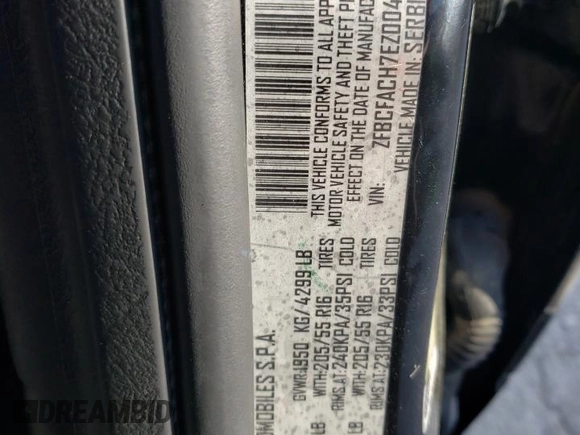 OMOBILES S.P.A.
GVWR: 1950 KG/ 4299 LB
LB WITH: 205/55 R16 TIRES
RIMS AT: 240KPA/35PSI COLD
LB WITH: 205/55 R16 TIRES
RIMS AT: 230KPA/33PSI COLD
THIS VEHICLE CONFORMS TO ALL APP
MOTOR VEHICLE SAFETY AND THEFT P
EFFECT ON THE DATE OF MANUFAC
VIN: ZFBCFACH7EZ004
VEHICLE MADE IN SERBI
DREAMBID